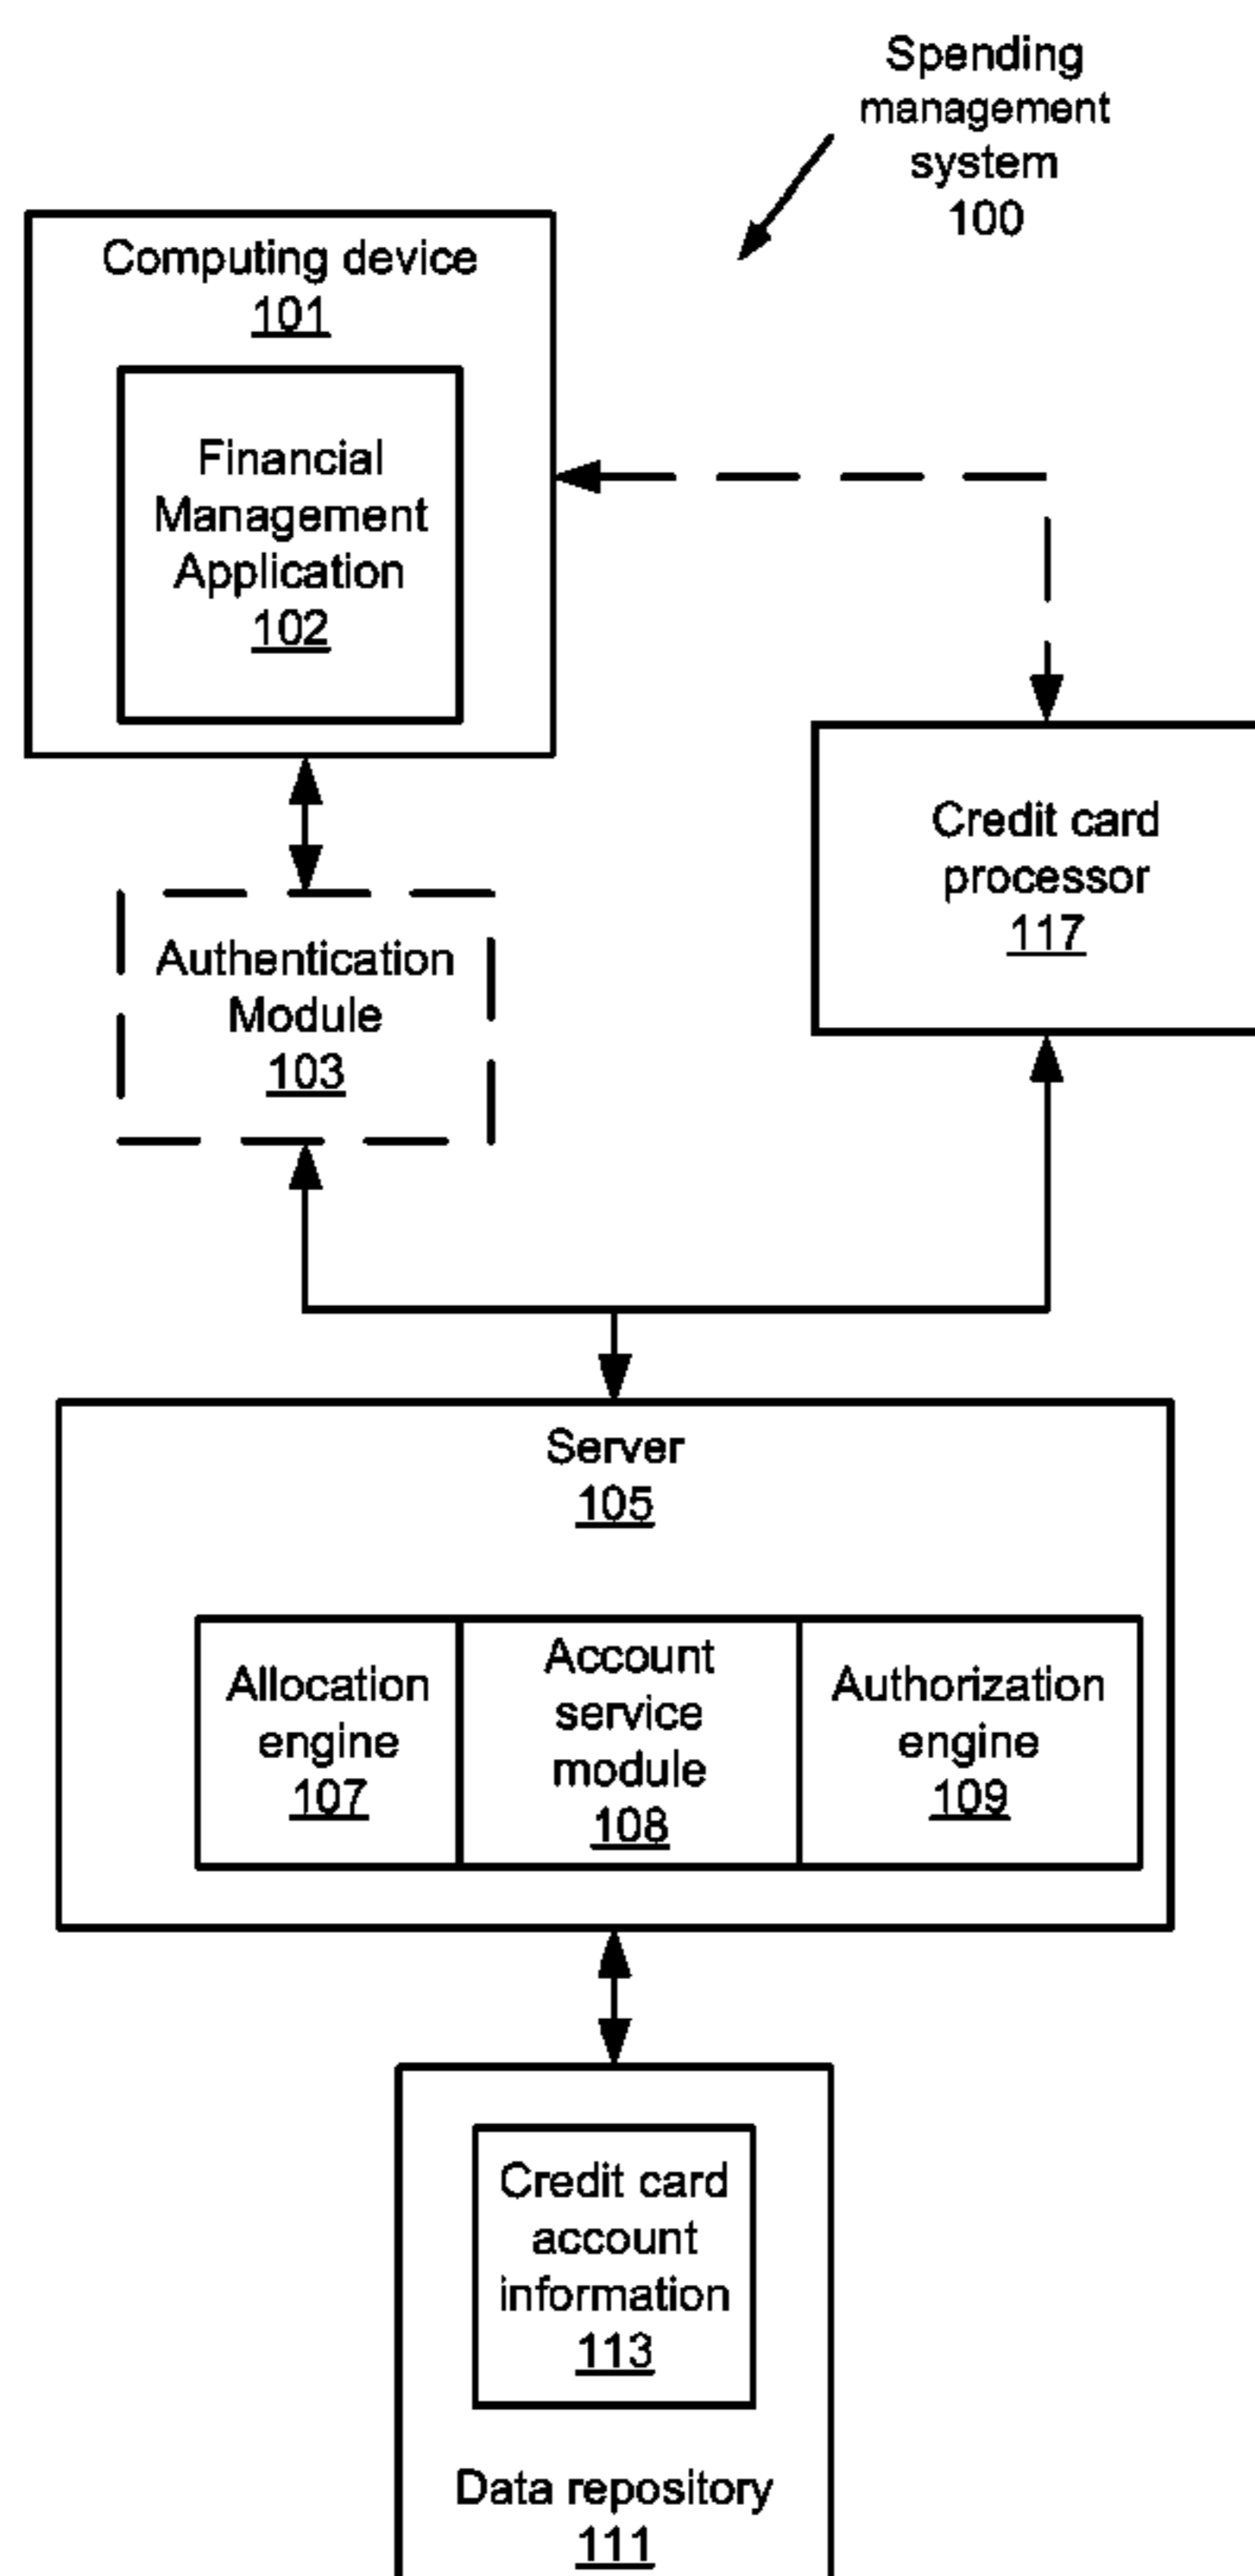 Spending
management
system
100
Computing device
101
Financial
Management
Application
102
Credit card
processor
117
Authentication
Module
103
Server
105
Allocation
engine
107
Account
service
module
108
Authorization
engine
109
Credit card
account
information
113
Data repository
111